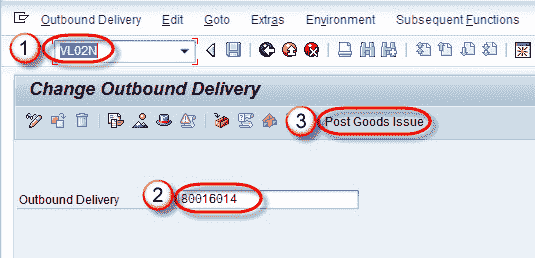 Outbound Delivery Edit Goto Extras Environment Subsequent Functions
1 VL02N
Change Outbound Delivery
3 Post Goods Issue
2
Outbound Delivery 80016014